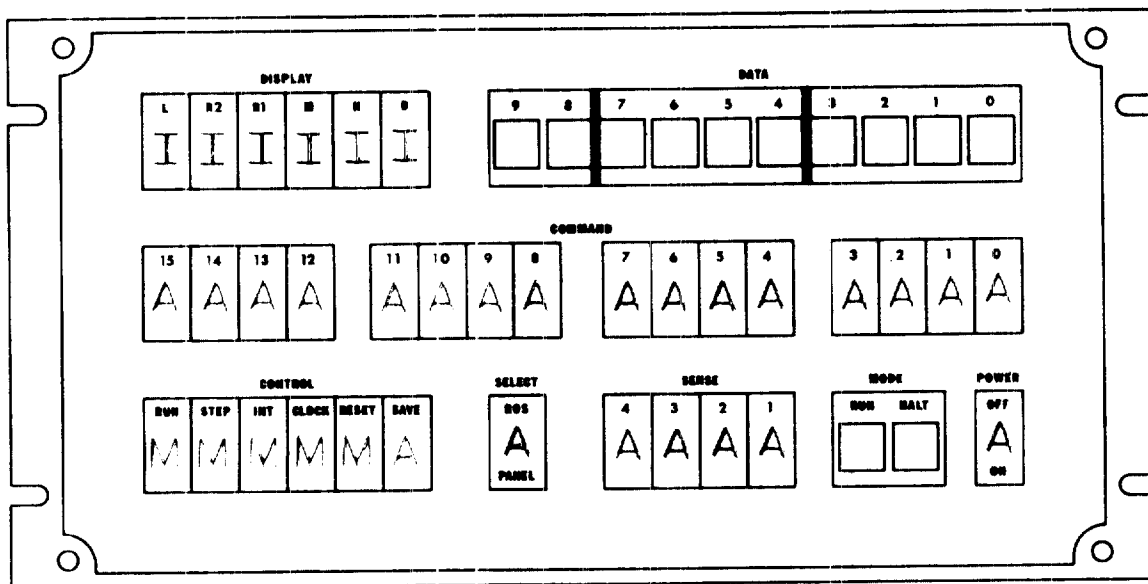 DISPLAY DATA
L R2 R1 M N D 9 8 7 6 5 4 3 2 1 0
I I I I I I
COMMAND
15 14 13 12 11 10 9 8 7 6 5 4 3 2 1 0
A A A A A A A A A A A A A A A A
CONTROL SELECT SENSE MODE POWER
RUN STEP INT CLOCK RESET SAVE ROS 4 3 2 1 RUN HALT OFF
M M M M M A A A A A A A
PANEL ON